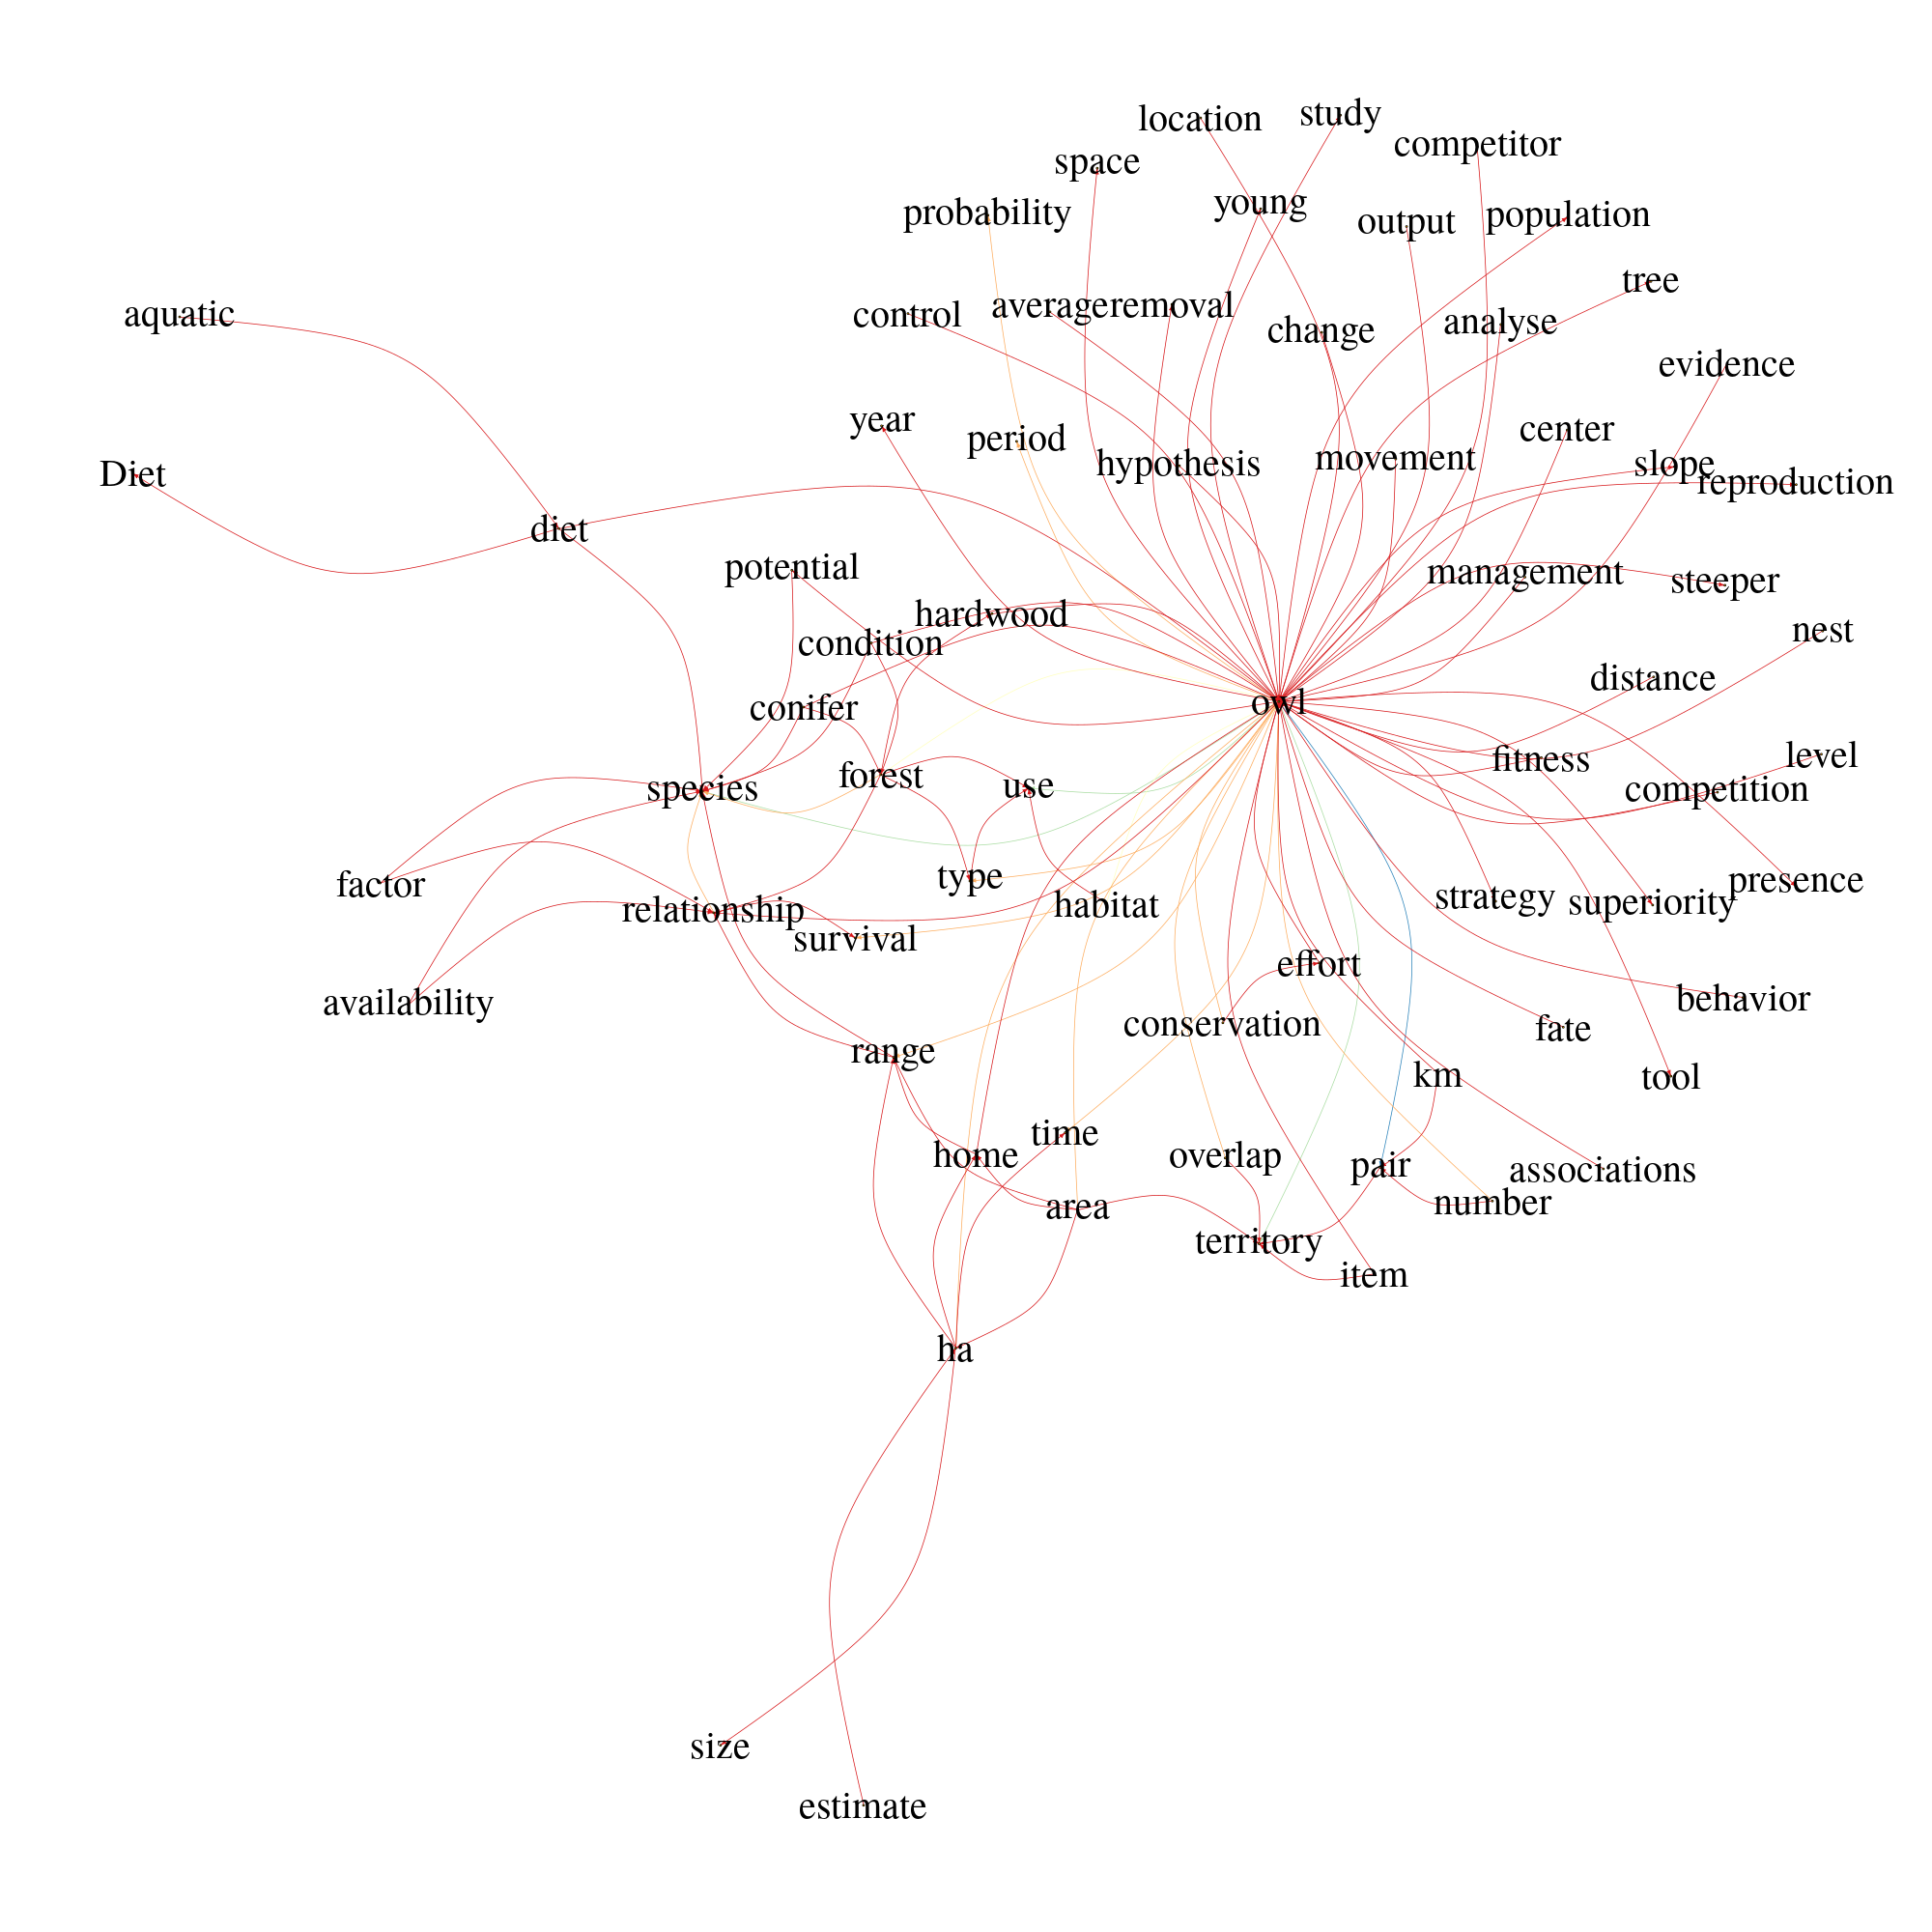 location
study
competitor
space
young
probability
output
population
tree
aquatic
control
average
removal
change
analyse
evidence
year
period
hypothesis
movement
center
slope
Diet
reproduction
diet
potential
management
steeper
hardwood
condition
nest
conifer
owl
distance
species
forest
use
fitness
level
competition
factor
type
relationship
habitat
strategy
superiority
presence
survival
effort
availability
conservation
behavior
fate
range
km
tool
home
time
overlap
pair
associations
area
number
territory
item
ha
size
estimate